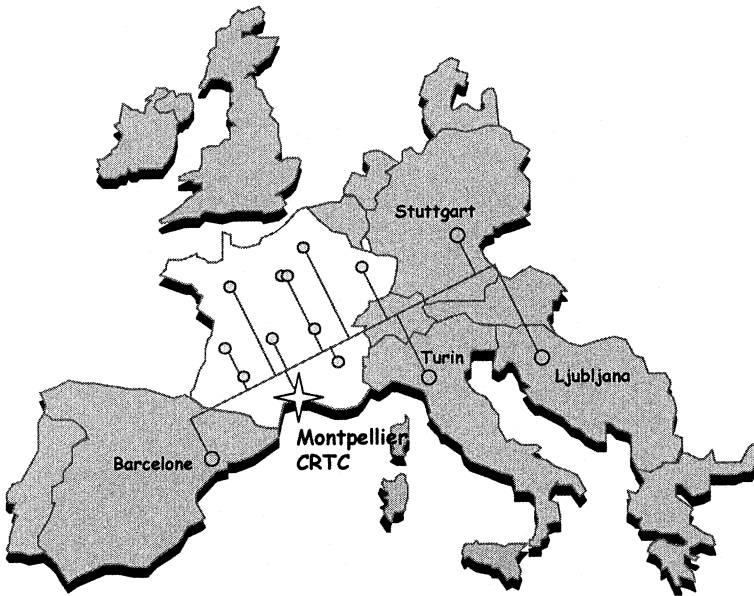 Stuttgart
Turin
Ljubljana
Montpellier
CRTC
Barcelone